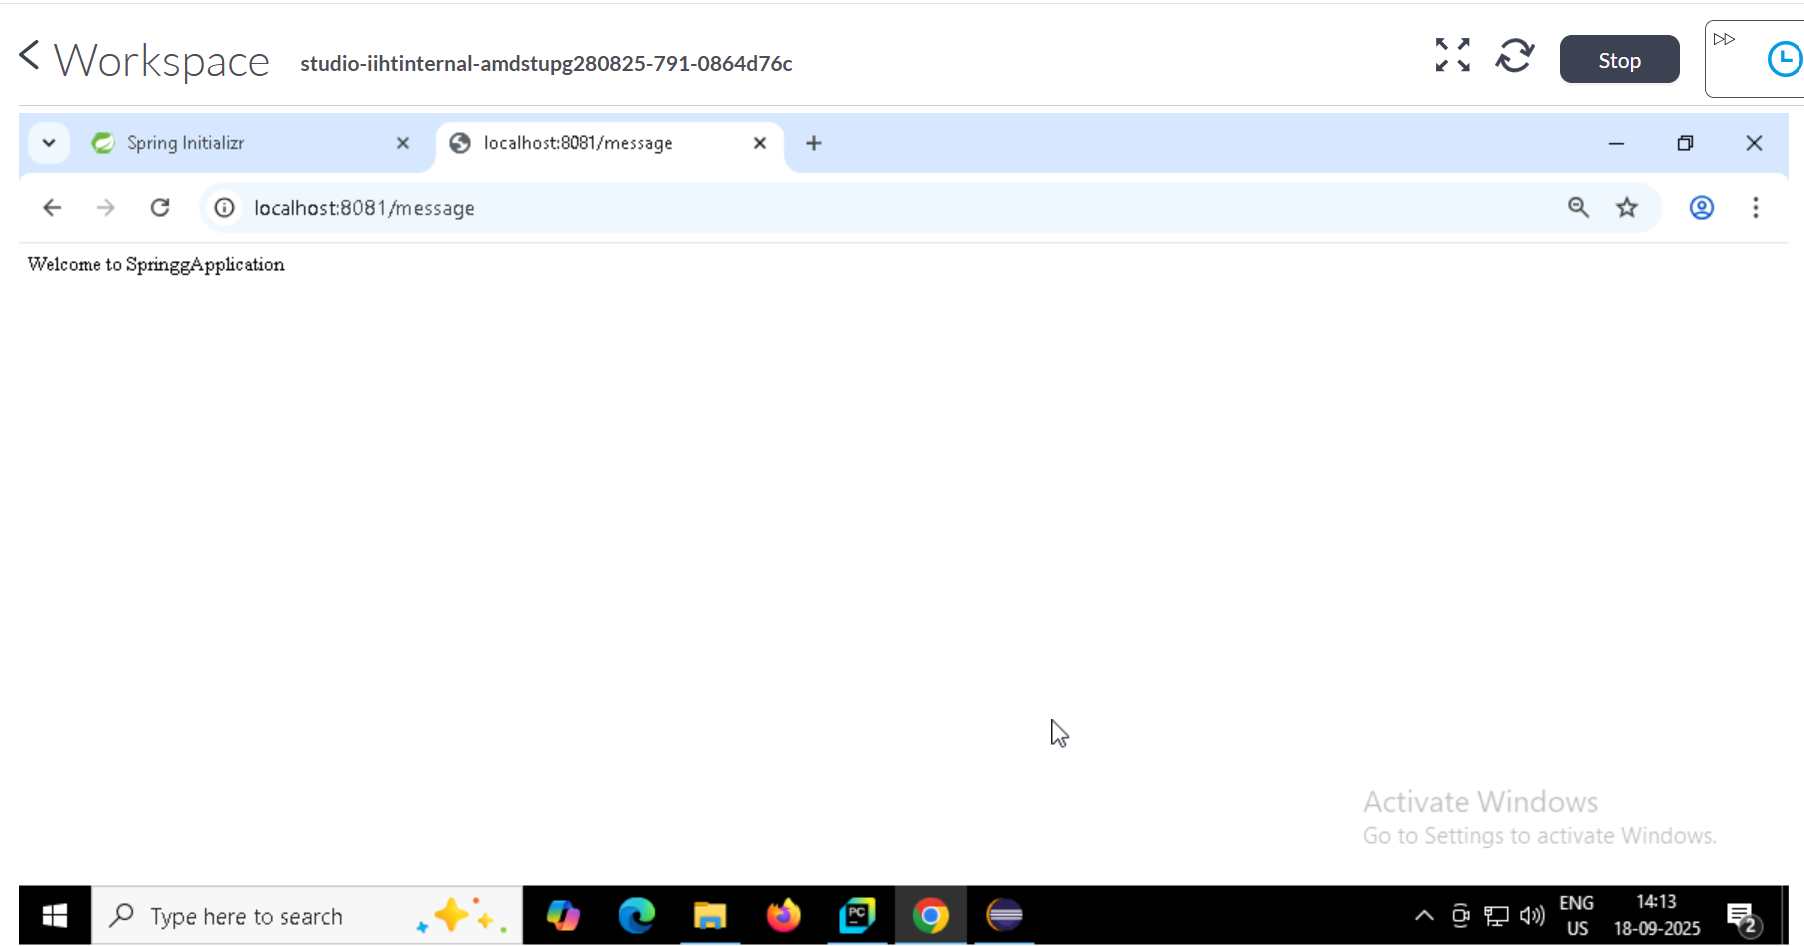 Workspace studio-iihtinternal-amdstupg280825-791-0864d76c Stop
Spring Initializr localhost:8081/message
localhost:8081/message
Welcome to SpringgApplication
Activate Windows
Go to Settings to activate Windows.
Type here to search PC ENG US 14:13 18-09-2025 2